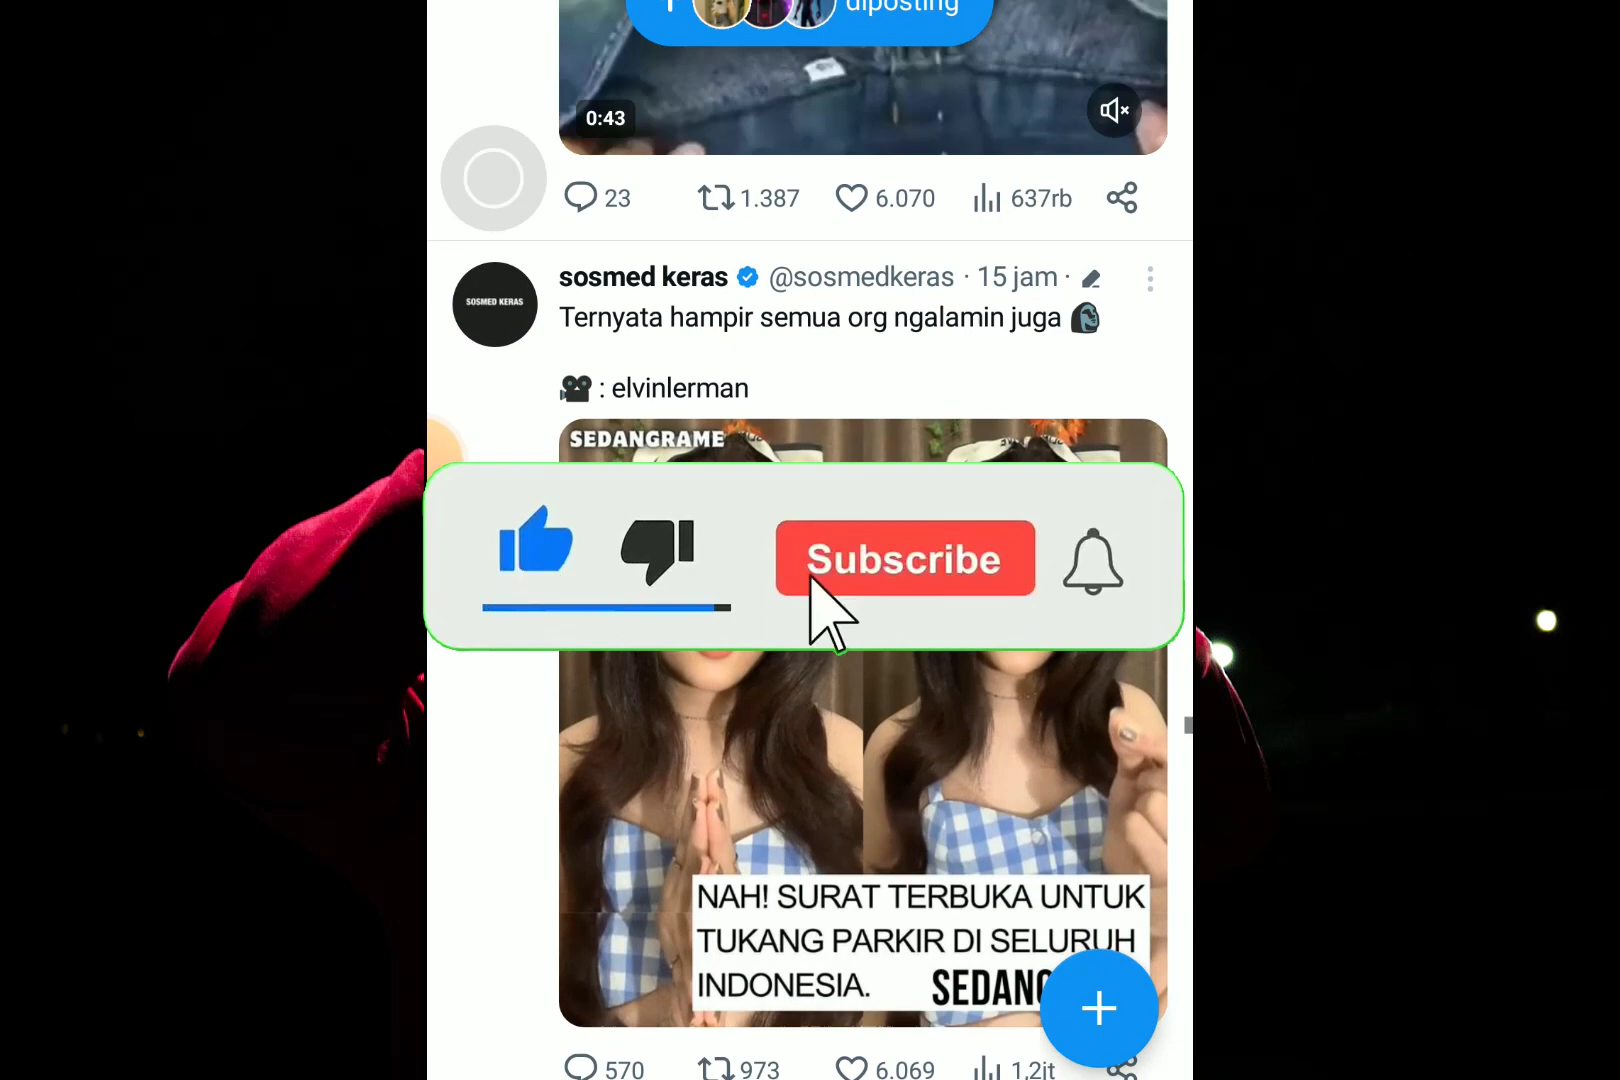 diposting
0:43
23 1.387 6.070 637rb
sosmed keras @sosmedkeras · 15 jam ·
SOSMED KERAS
Ternyata hampir semua org ngalamin juga
: elvinlerman
SEDANGRAME
Subscribe
NAH! SURAT TERBUKA UNTUK
TUKANG PARKIR DI SELURUH
INDONESIA.
570 973 6.069 1,2jt